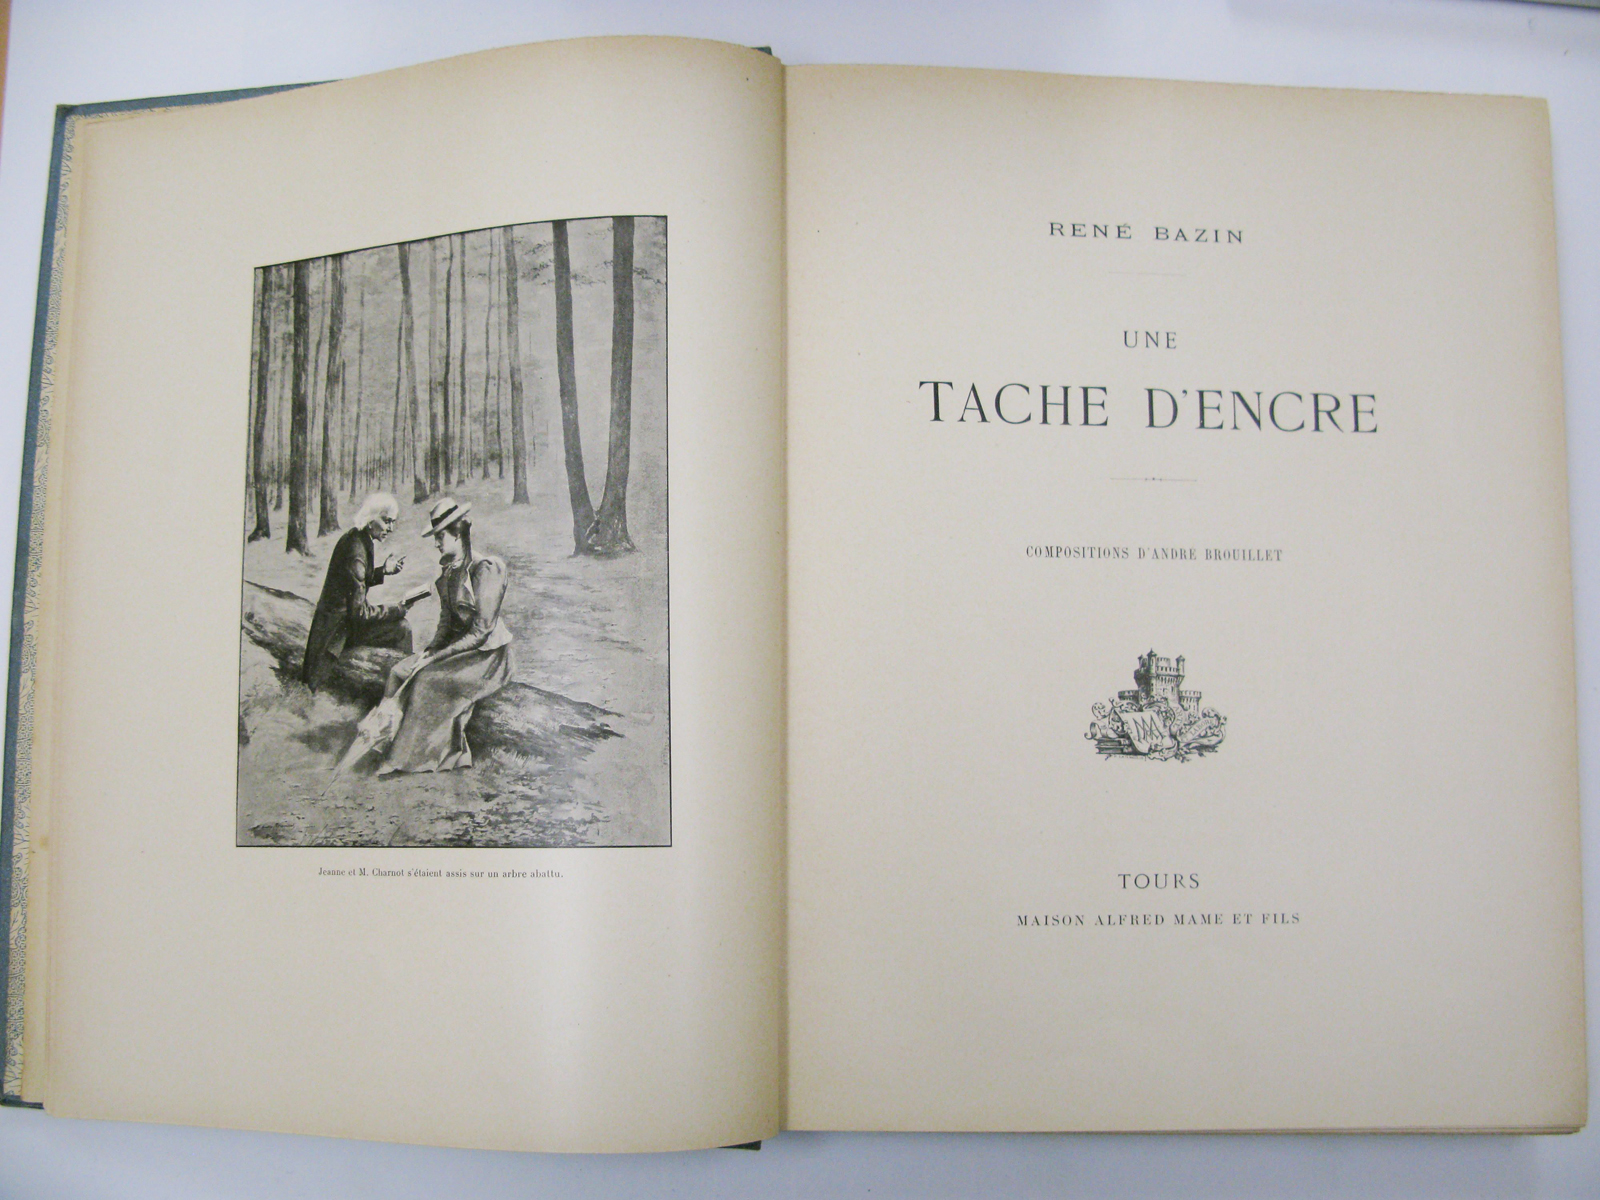 Jeanne et M. Charnot s'étaient assis sur un arbre abattu.
RENÉ BAZIN
UNE
TACHE D'ENCRE
COMPOSITIONS D'ANDRÉ BROUILLET
TOURS
MAISON ALFRED MAME ET FILS